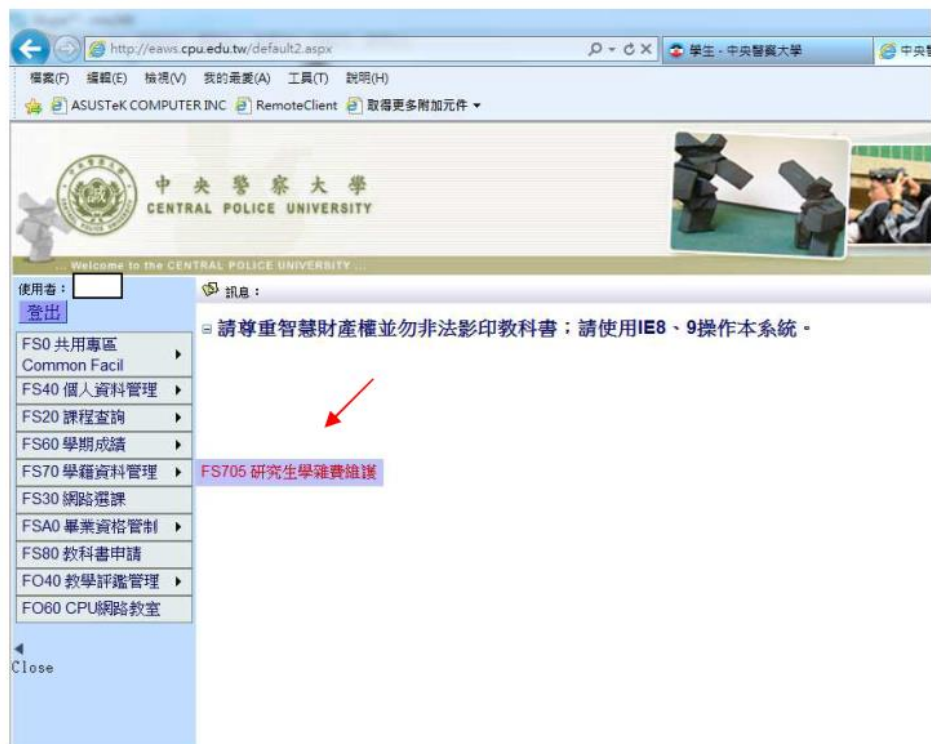 http://eaws.cpu.edu.tw/default2.aspx
學生 - 中央警察大學
檔案(F) 編輯(E) 檢視(V) 我的最愛(A) 工具(T) 說明(H)
ASUSTeK COMPUTER INC RemoteClient 取得更多附加元件
中央警察大學
CENTRAL POLICE UNIVERSITY
... Welcome to the CENTRAL POLICE UNIVERSITY ...
使用者：
訊息：
登出
請尊重智慧財產權並勿非法影印教科書；請使用IE8、9操作本系統。
FS0 共用專區
Common Facil
FS40 個人資料管理
FS20 課程查詢
FS60 學期成績
FS70 學籍資料管理
FS705 研究生學雜費維護
FS30 網路選課
FSA0 畢業資格管制
FS80 教科書申請
FO40 教學評鑑管理
FO60 CPU網路教室
Close